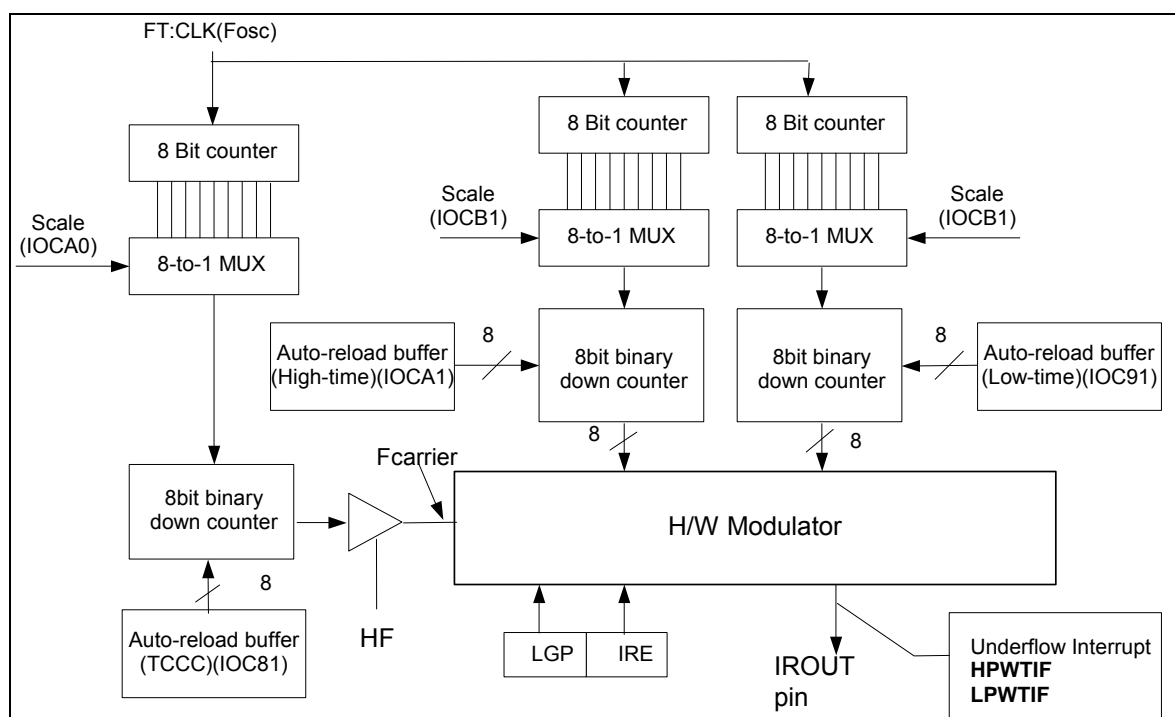 FT:CLK(Fosc)
8 Bit counter
8 Bit counter
8 Bit counter
Scale
(IOCA0)
Scale
(IOCB1)
Scale
(IOCB1)
8-to-1 MUX
8-to-1 MUX
8-to-1 MUX
Auto-reload buffer
(High-time)(IOCA1)
8
8bit binary
down counter
8bit binary
down counter
8
Auto-reload buffer
(Low-time)(IOC91)
8
8
Fcarrier
8bit binary
down counter
H/W Modulator
8
HF
Auto-reload buffer
(TCCC)(IOC81)
LGP
IRE
IROUT
pin
Underflow Interrupt
HPWTIF
LPWTIF